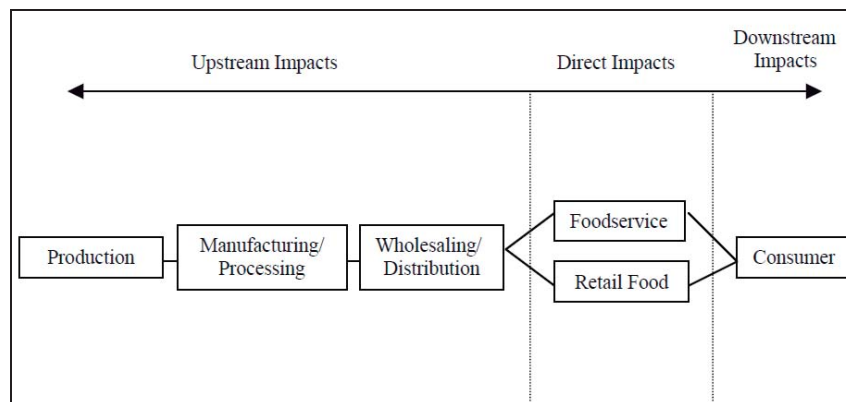 Upstream Impacts
Direct Impacts
Downstream
Impacts
Production
Manufacturing/
Processing
Wholesaling/
Distribution
Foodservice
Retail Food
Consumer